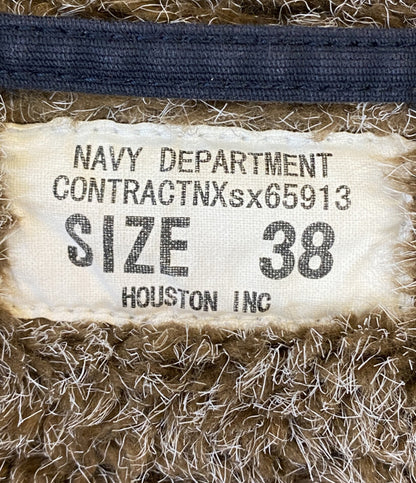 NAVY DEPARTMENT
CONTRACTNXsx65913
SIZE 38
HOUSTON INC